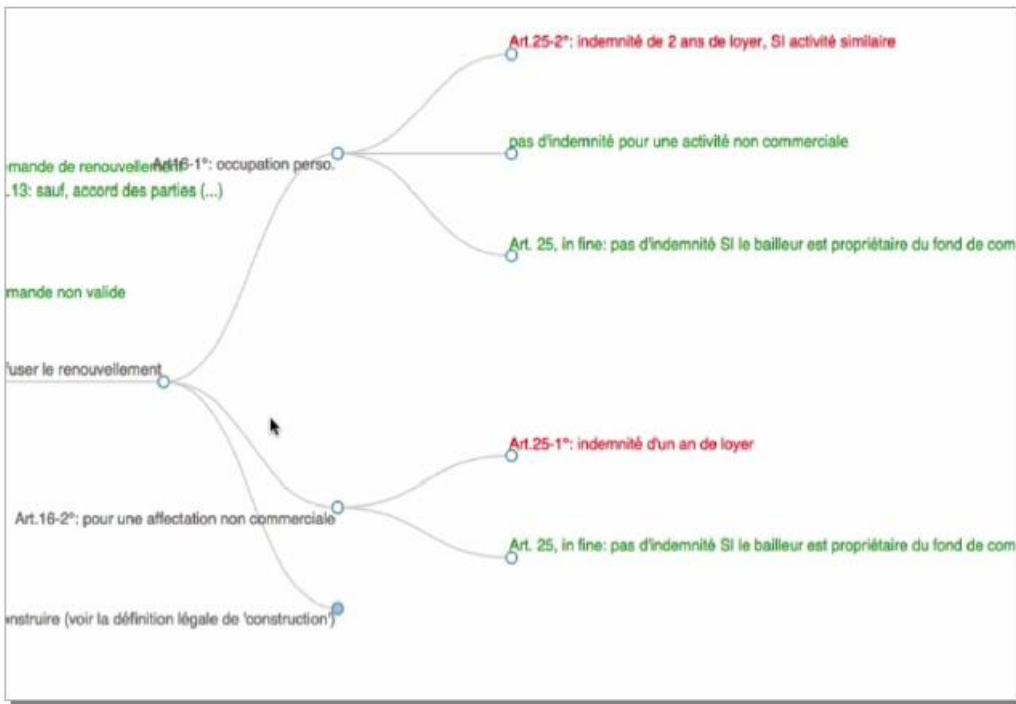 Art.25-2°: indemnité de 2 ans de loyer, SI activité similaire
pas d'indemnité pour une activité non commerciale
mande de renouvellement
Art16-1°: occupation perso.
.13: sauf, accord des parties (...)
Art. 25, in fine: pas d'indemnité SI le bailleur est propriétaire du fond de com
mande non valide
fuser le renouvellement
Art.25-1°: indemnité d'un an de loyer
Art.16-2°: pour une affectation non commerciale
Art. 25, in fine: pas d'indemnité SI le bailleur est propriétaire du fond de com
nstruire (voir la définition légale de 'construction')